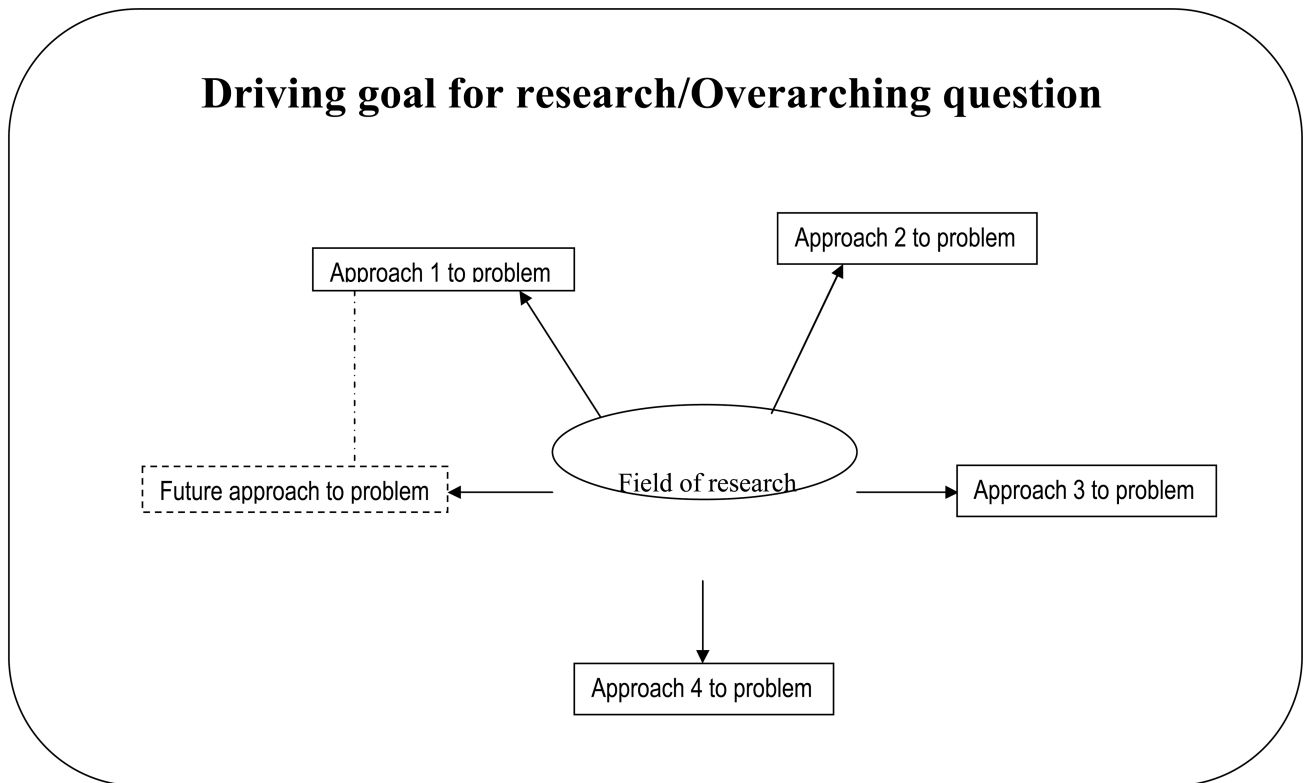 Driving goal for research/Overarching question
Approach 2 to problem
Approach 1 to problem
Field of research
Future approach to problem
Approach 3 to problem
Approach 4 to problem